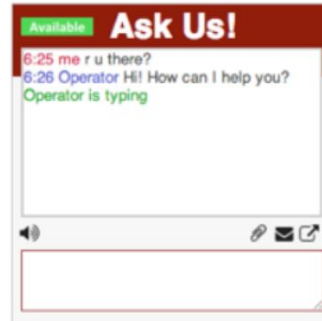 Available Ask Us!
6:25 me r u there?
6:26 Operator Hi! How can I help you?
Operator is typing